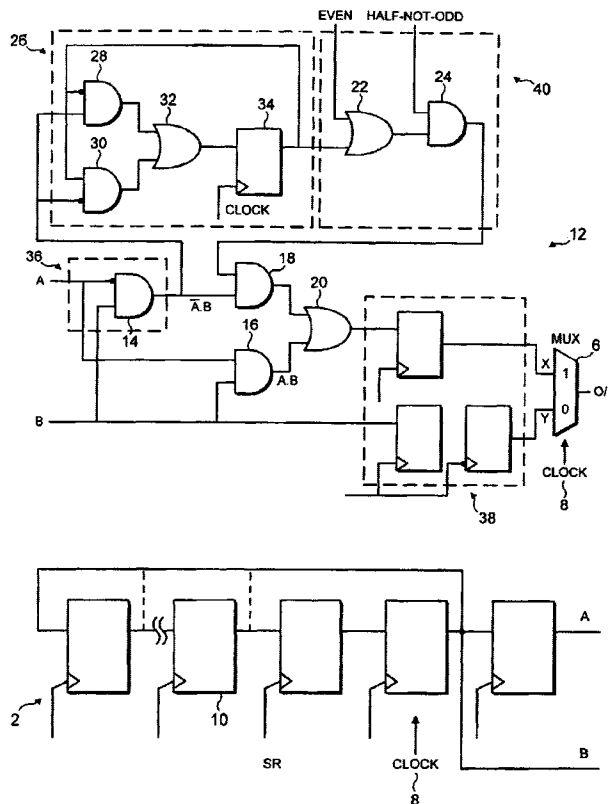 EVEN HALF-NOT-ODD
26
28
32
34
22
24
40
30
CLOCK
12
36
A
18
20
14
A̅.B
16
A.B
MUX
6
X
1
O/
Y
0
B
CLOCK
8
38
A
2
10
SR
CLOCK
8
B